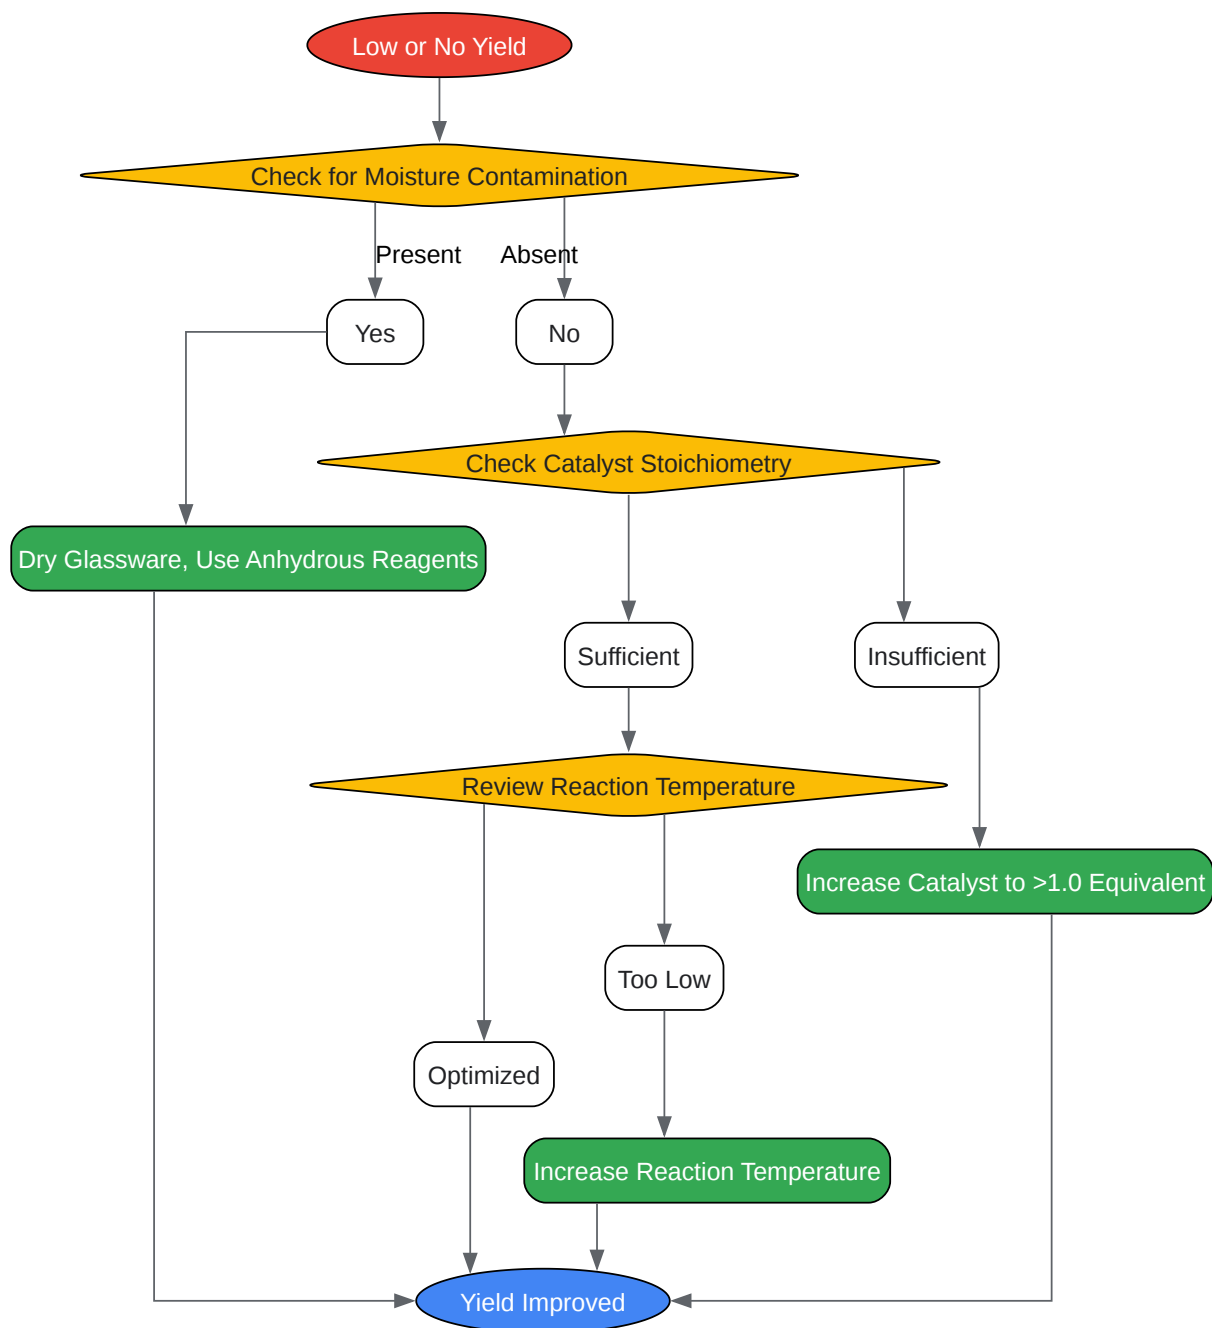 Low or No Yield
Check for Moisture Contamination
Present
Absent
Yes
No
Check Catalyst Stoichiometry
Dry Glassware, Use Anhydrous Reagents
Sufficient
Insufficient
Review Reaction Temperature
Increase Catalyst to >1.0 Equivalent
Too Low
Optimized
Increase Reaction Temperature
Yield Improved